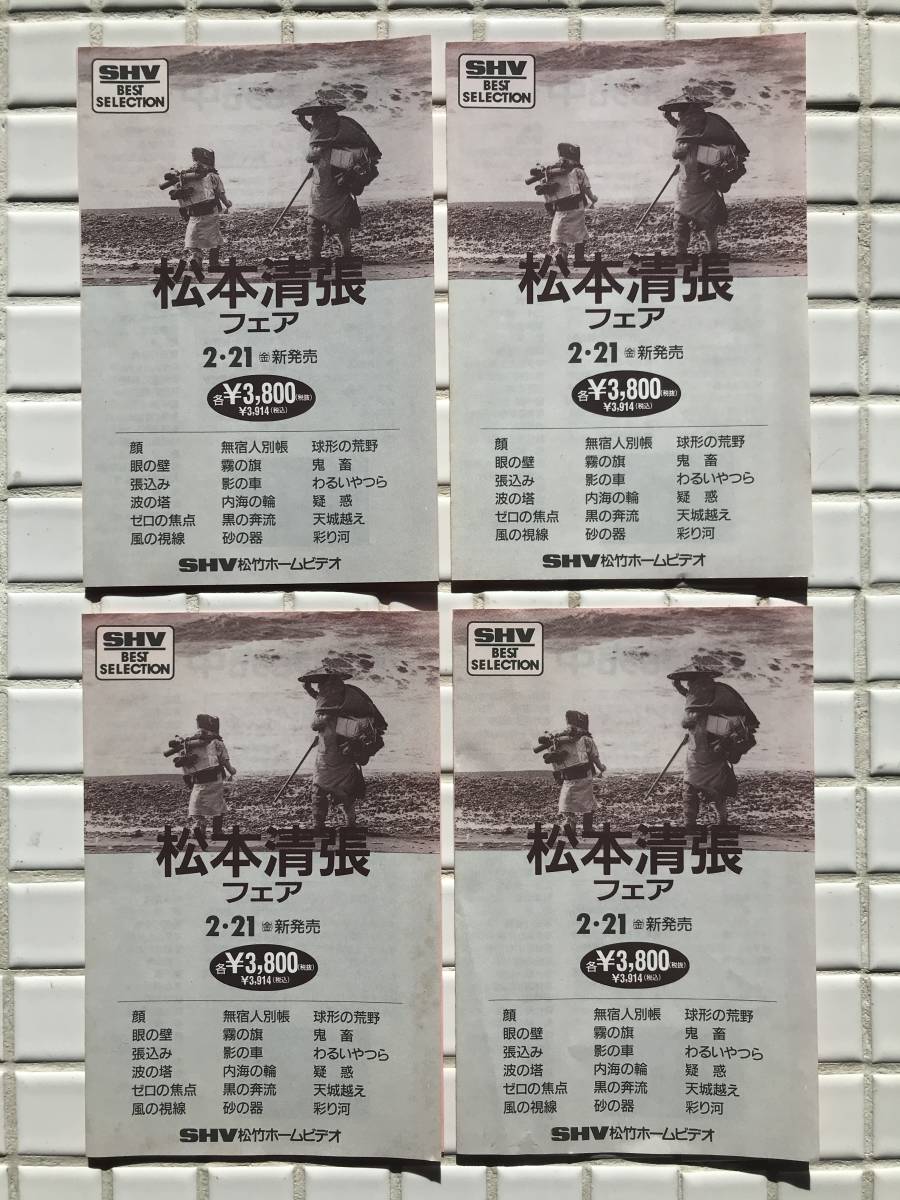 SHV
BEST
SELECTION
松本清張
フェア
2・21㊎新発売
各¥3,800(税抜)
¥3,914(税込)
顔 無宿人別帳 球形の荒野
眼の壁 霧の旗 鬼畜
張込み 影の車 わるいやつら
波の塔 内海の輪 疑惑
ゼロの焦点 黒の奔流 天城越え
風の視線 砂の器 彩り河
SHV松竹ホームビデオ
SHV
BEST
SELECTION
松本清張
フェア
2・21㊎新発売
各¥3,800(税抜)
¥3,914(税込)
顔 無宿人別帳 球形の荒野
眼の壁 霧の旗 鬼畜
張込み 影の車 わるいやつら
波の塔 内海の輪 疑惑
ゼロの焦点 黒の奔流 天城越え
風の視線 砂の器 彩り河
SHV松竹ホームビデオ
SHV
BEST
SELECTION
松本清張
フェア
2・21㊎新発売
各¥3,800(税抜)
¥3,914(税込)
顔 無宿人別帳 球形の荒野
眼の壁 霧の旗 鬼畜
張込み 影の車 わるいやつら
波の塔 内海の輪 疑惑
ゼロの焦点 黒の奔流 天城越え
風の視線 砂の器 彩り河
SHV松竹ホームビデオ
SHV
BEST
SELECTION
松本清張
フェア
2・21㊎新発売
各¥3,800(税抜)
¥3,914(税込)
顔 無宿人別帳 球形の荒野
眼の壁 霧の旗 鬼畜
張込み 影の車 わるいやつら
波の塔 内海の輪 疑惑
ゼロの焦点 黒の奔流 天城越え
風の視線 砂の器 彩り河
SHV松竹ホームビデオ